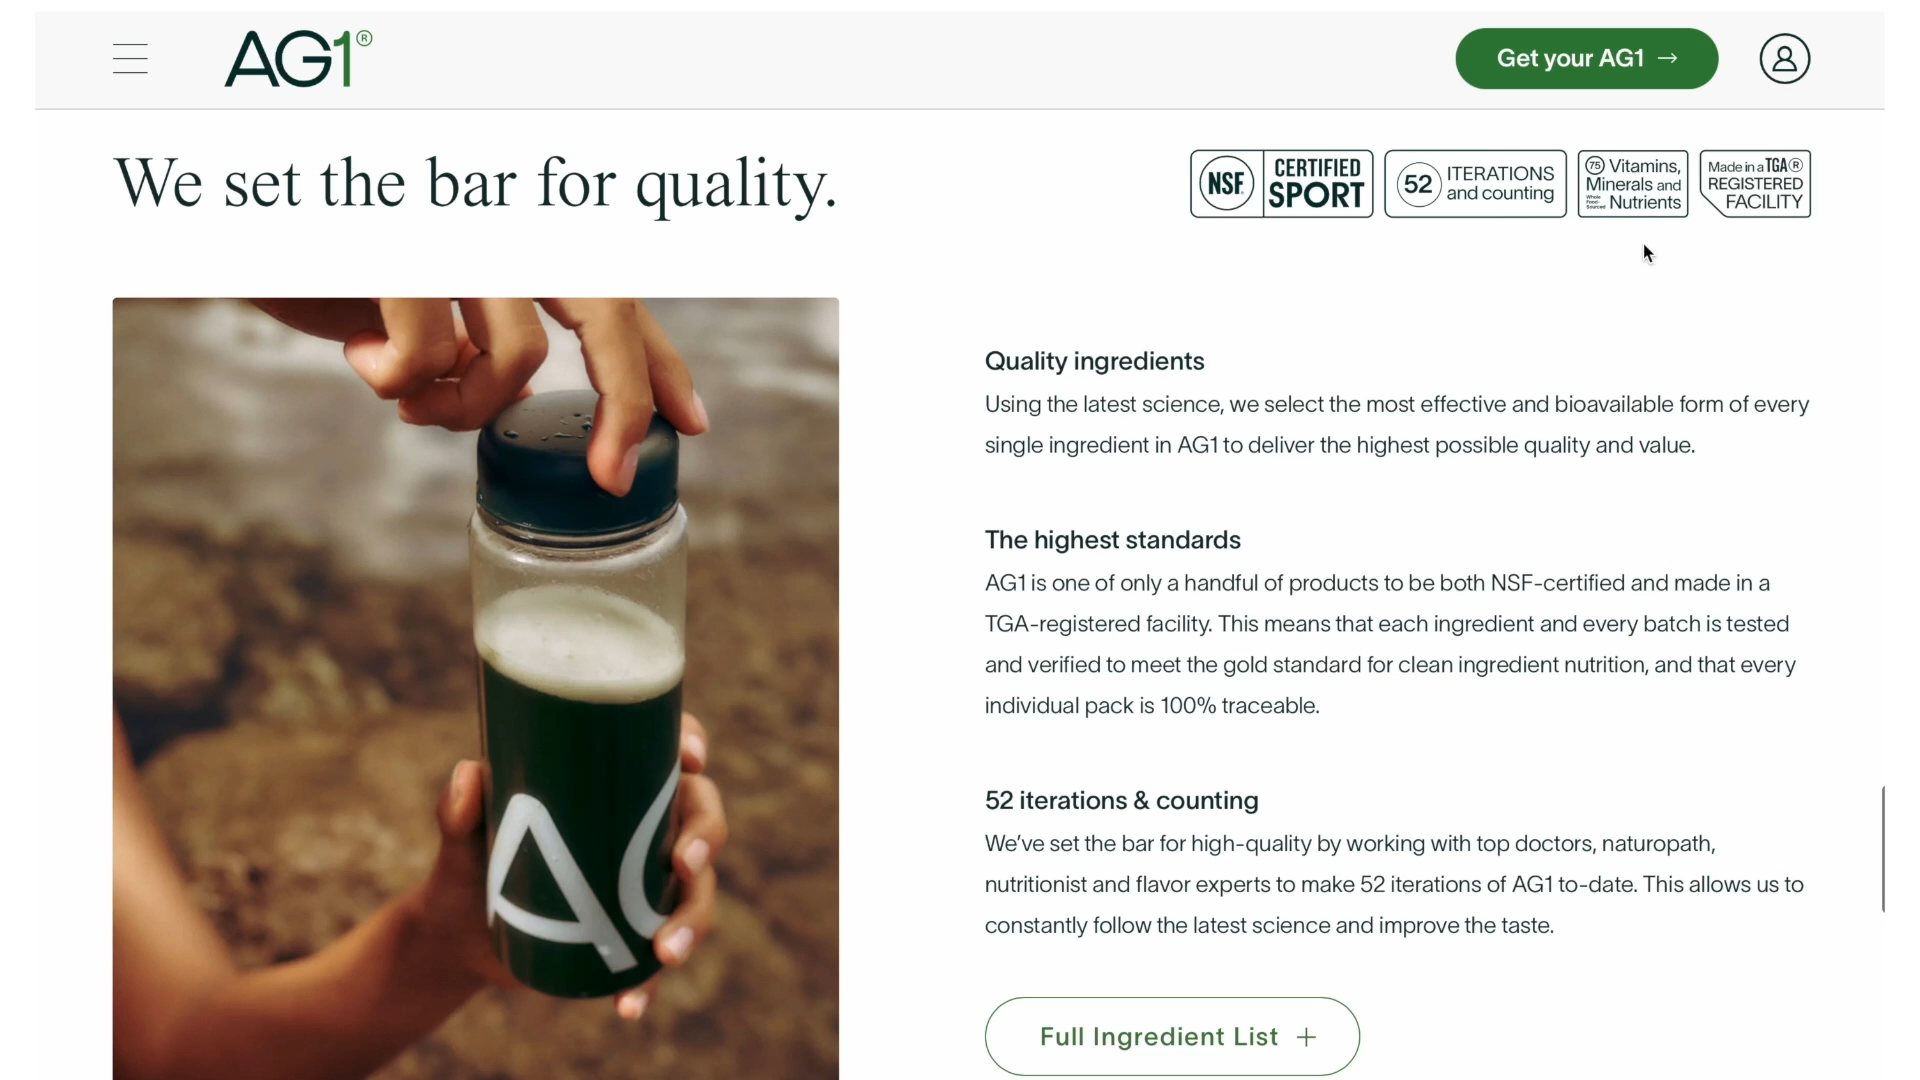 AG1®
Get your AG1 →
We set the bar for quality.
NSF CERTIFIED SPORT
52 ITERATIONS and counting
75 Vitamins, Minerals and Whole Food-Sourced Nutrients
Made in a TGA® REGISTERED FACILITY
Quality ingredients
Using the latest science, we select the most effective and bioavailable form of every
single ingredient in AG1 to deliver the highest possible quality and value.
The highest standards
AG1 is one of only a handful of products to be both NSF-certified and made in a
TGA-registered facility. This means that each ingredient and every batch is tested
and verified to meet the gold standard for clean ingredient nutrition, and that every
individual pack is 100% traceable.
52 iterations & counting
We've set the bar for high-quality by working with top doctors, naturopath,
nutritionist and flavor experts to make 52 iterations of AG1 to-date. This allows us to
constantly follow the latest science and improve the taste.
Full Ingredient List +
AG